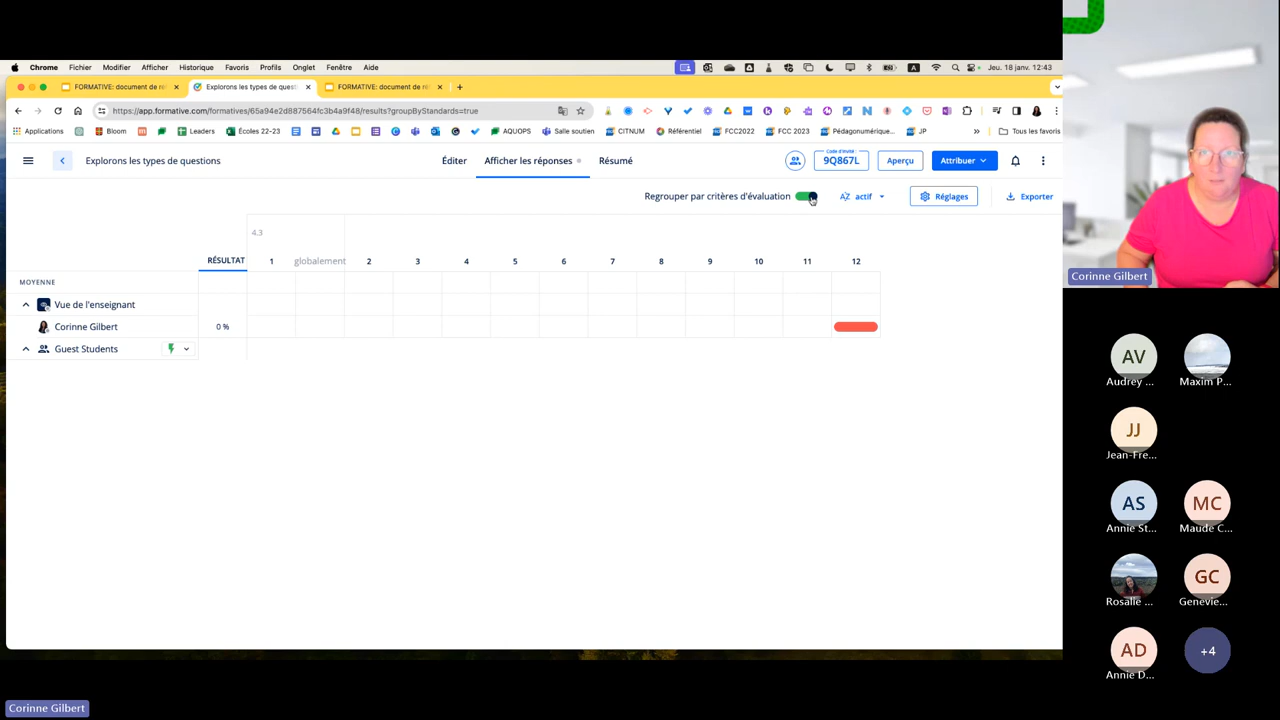 Chrome Fichier Modifier Afficher Historique Favoris Profils Onglet Fenêtre Aide
Jeu. 18 janv. 12:43
FORMATIVE: document de re
Explorons les types de questi
FORMATIVE: document de ré
https://app.formative.com/formatives/65a94e2d887564fc3b4a9f48/results?groupByStandards=true
Applications Bloom Leaders Écoles 22-23 AQUOPS Salle soutien CITNUM Référentiel FCC2022 FCC 2023 Pédagonumérique... JP » Tous les favoris
Explorons les types de questions
Éditer
Afficher les réponses
Résumé
Code d'invité
9Q867L
Aperçu
Attribuer
Regrouper par critères d'évaluation
AZ actif
Réglages
Exporter
4.3
RÉSULTAT 1 globalement 2 3 4 5 6 7 8 9 10 11 12
MOYENNE
Vue de l'enseignant
Corinne Gilbert 0 %
Guest Students
Corinne Gilbert
AV
Audrey ...
Maxim P...
JJ
Jean-Fre...
AS
Annie St...
MC
Maude C...
Rosalie ...
GC
Genevie...
AD
Annie D...
+4
Corinne Gilbert